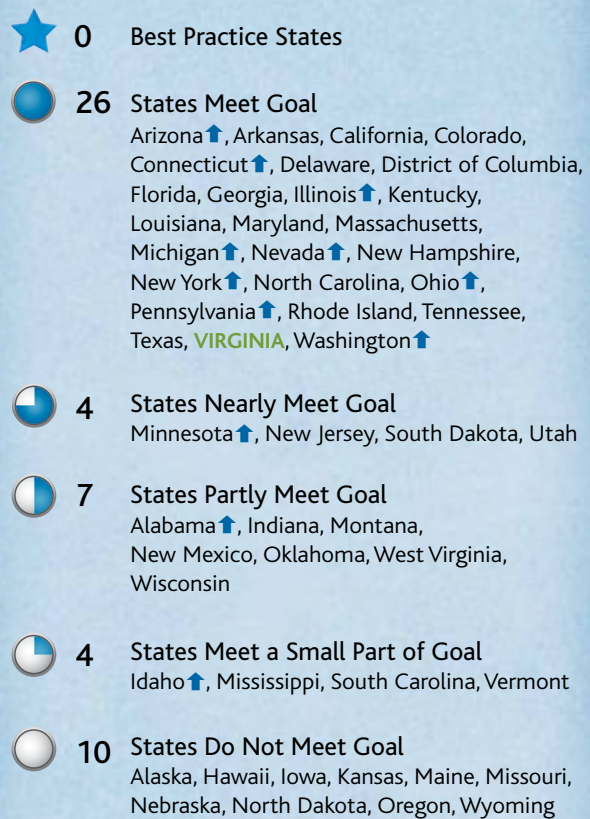 0 Best Practice States
26 States Meet Goal
Arizona⬆, Arkansas, California, Colorado,
Connecticut⬆, Delaware, District of Columbia,
Florida, Georgia, Illinois⬆, Kentucky,
Louisiana, Maryland, Massachusetts,
Michigan⬆, Nevada⬆, New Hampshire,
New York⬆, North Carolina, Ohio⬆,
Pennsylvania⬆, Rhode Island, Tennessee,
Texas, VIRGINIA, Washington⬆
4 States Nearly Meet Goal
Minnesota⬆, New Jersey, South Dakota, Utah
7 States Partly Meet Goal
Alabama⬆, Indiana, Montana,
New Mexico, Oklahoma, West Virginia,
Wisconsin
4 States Meet a Small Part of Goal
Idaho⬆, Mississippi, South Carolina, Vermont
10 States Do Not Meet Goal
Alaska, Hawaii, Iowa, Kansas, Maine, Missouri,
Nebraska, North Dakota, Oregon, Wyoming